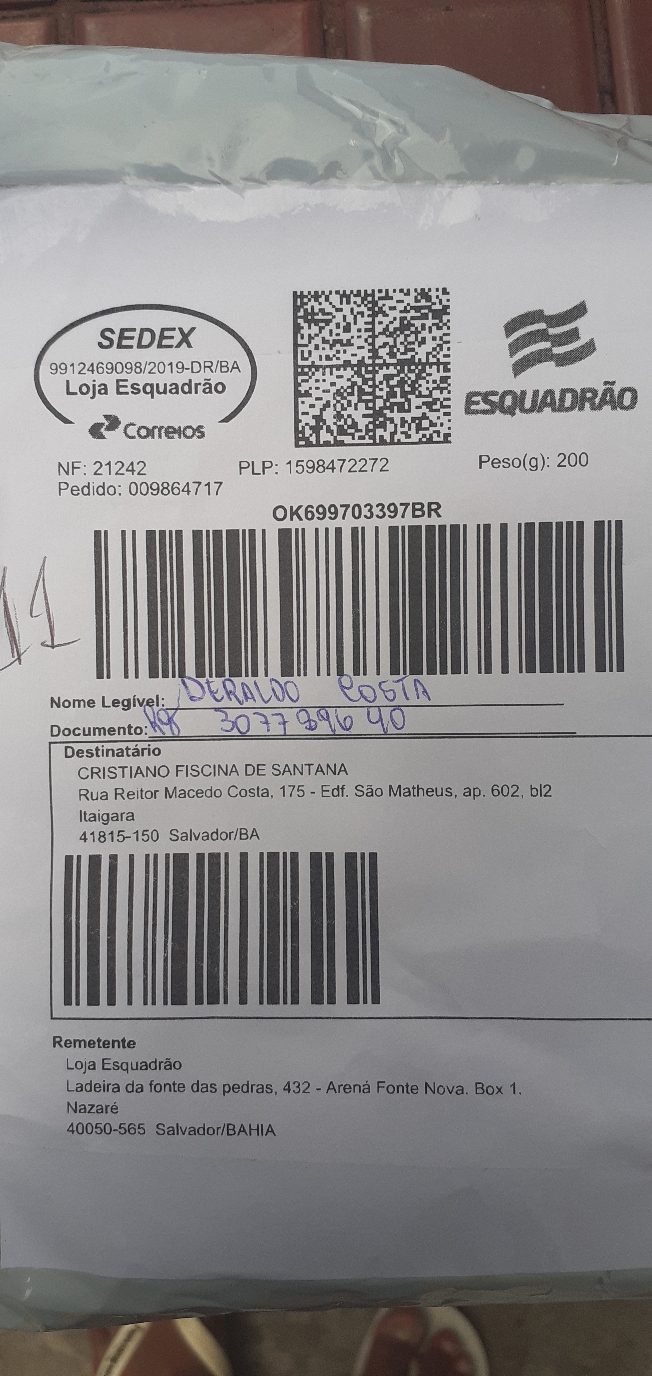 SEDEX
9912469098/2019-DR/BA
Loja Esquadrão
Correios
ESQUADRÃO
NF: 21242 PLP: 1598472272 Peso(g): 200
Pedido: 009864717
OK699703397BR
11
Nome Legível: DERALDO COSTA
Documento: RG
Destinatário
CRISTIANO FISCINA DE SANTANA
Rua Reitor Macedo Costa, 175 - Edf. São Matheus, ap. 602, bl2
Itaigara
41815-150 Salvador/BA
Remetente
Loja Esquadrão
Ladeira da fonte das pedras, 432 - Arena Fonte Nova. Box 1.
Nazaré
40050-565 Salvador/BAHIA